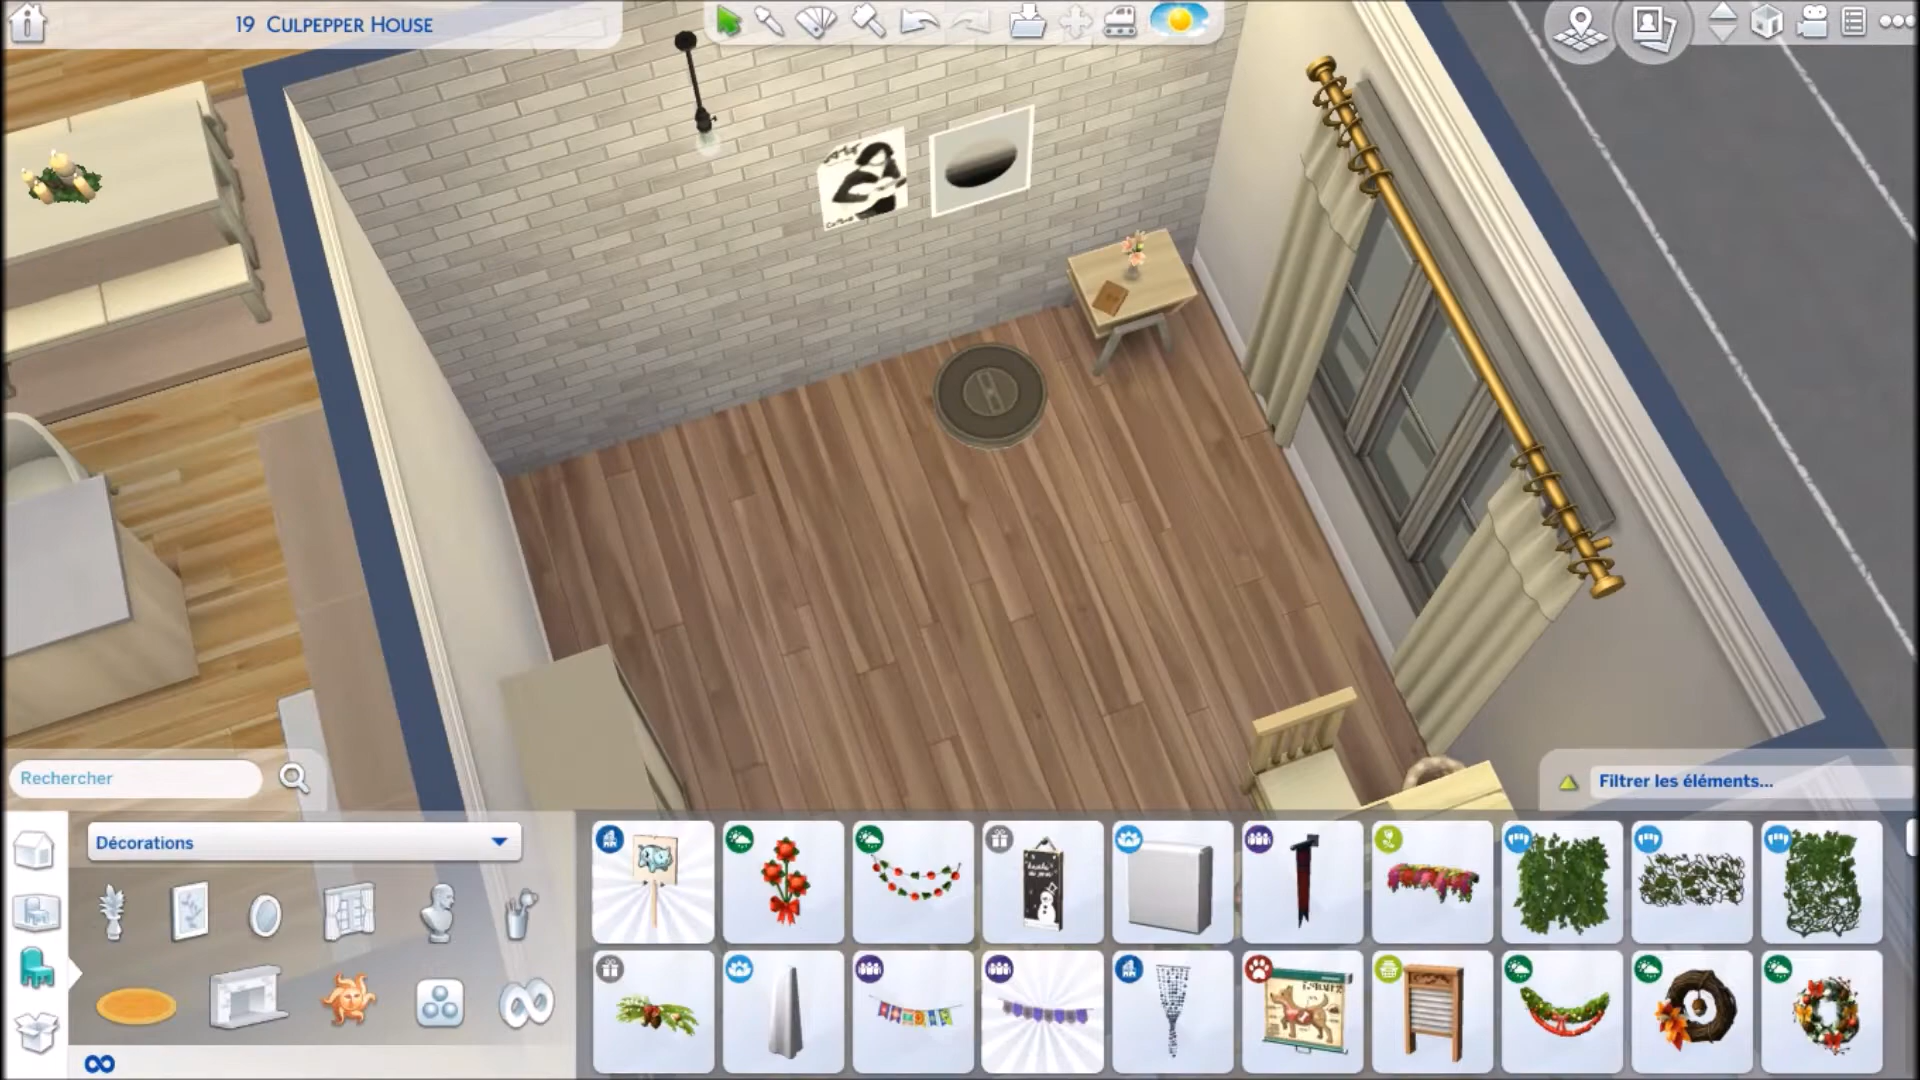 19 Culpepper House
Rechercher
Filtrer les éléments...
Décorations